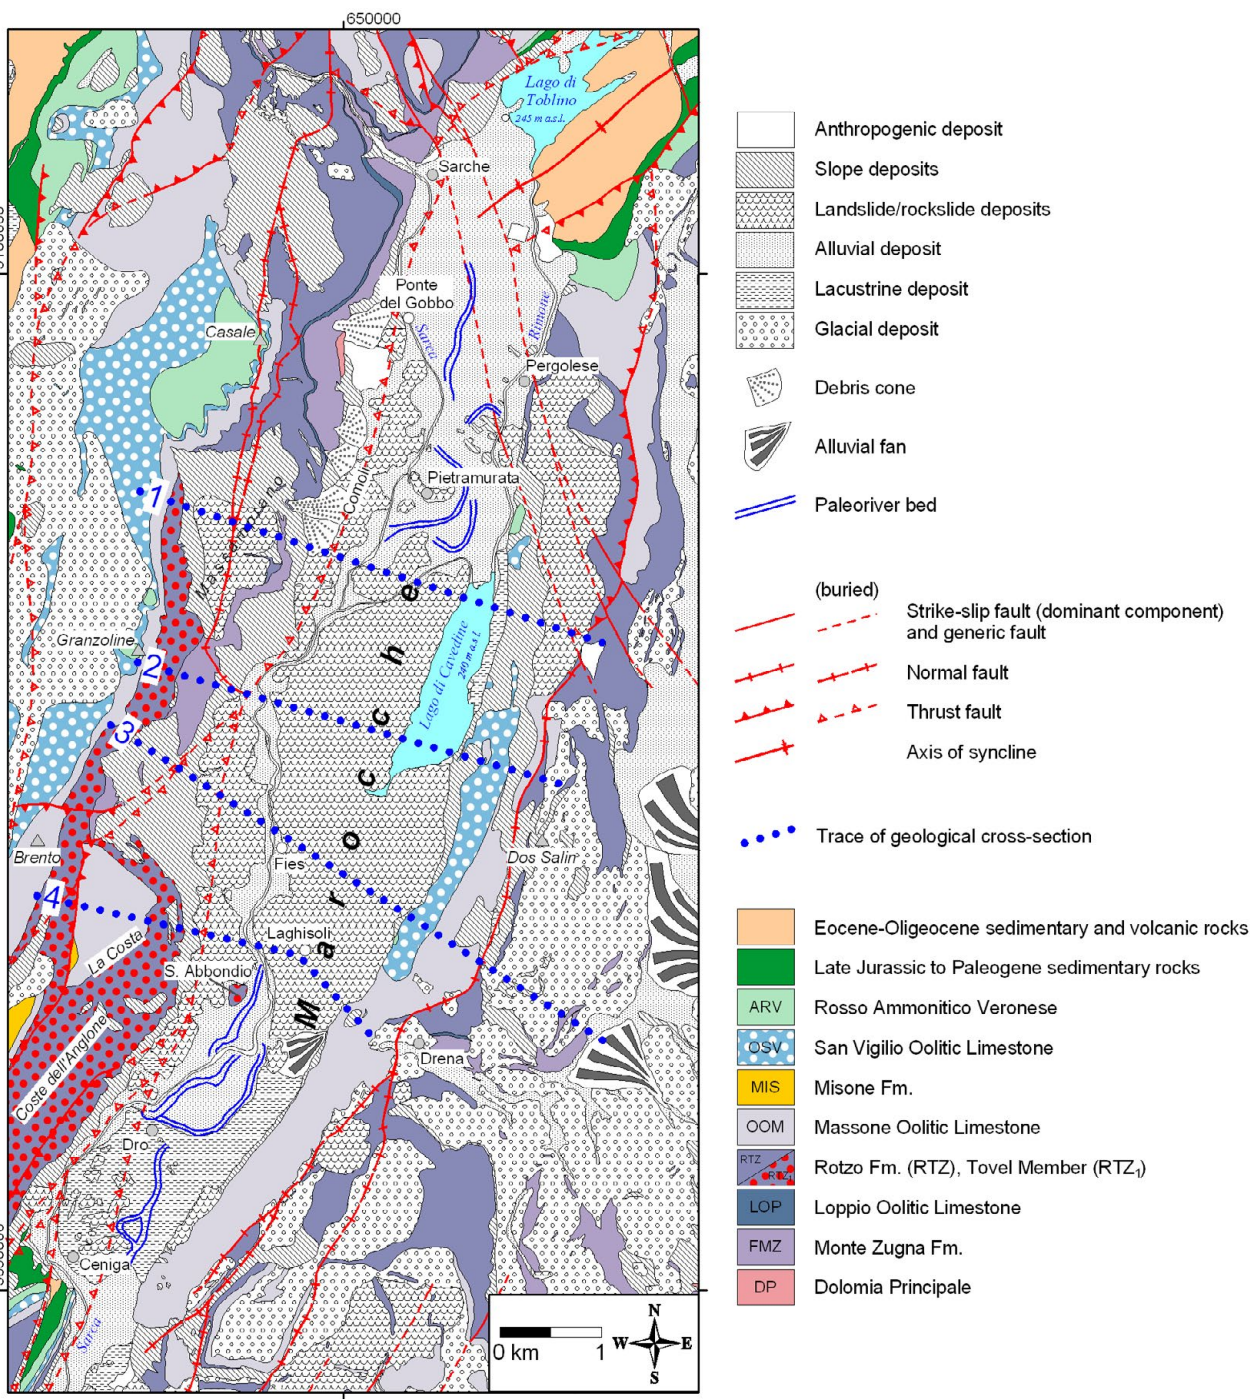 650000
Lago di
Toblino
245 m a.s.l.
Sarche
Ponte
del Gobbo
Casale
Sarca
Rimone
Pergolese
Comoli
Pietramurata
1
Granzoline
2
Lago di Cavedine
240 m a.s.l.
3
Marocche
Brento
Fies
Dos Salin
4
Laghisoli
La Costa
S. Abbondio
Coste dell'Anglone
Drena
Dro
Ceniga
Sarca
0 km 1
N
W E
S
Anthropogenic deposit
Slope deposits
Landslide/rockslide deposits
Alluvial deposit
Lacustrine deposit
Glacial deposit
Debris cone
Alluvial fan
Paleoriver bed
(buried)
Strike-slip fault (dominant component)
and generic fault
Normal fault
Thrust fault
Axis of syncline
Trace of geological cross-section
Eocene-Oligeocene sedimentary and volcanic rocks
Late Jurassic to Paleogene sedimentary rocks
ARV Rosso Ammonitico Veronese
OSV San Vigilio Oolitic Limestone
MIS Misone Fm.
OOM Massone Oolitic Limestone
RTZ RTZ1 Rotzo Fm. (RTZ), Tovel Member (RTZ1)
LOP Loppio Oolitic Limestone
FMZ Monte Zugna Fm.
DP Dolomia Principale